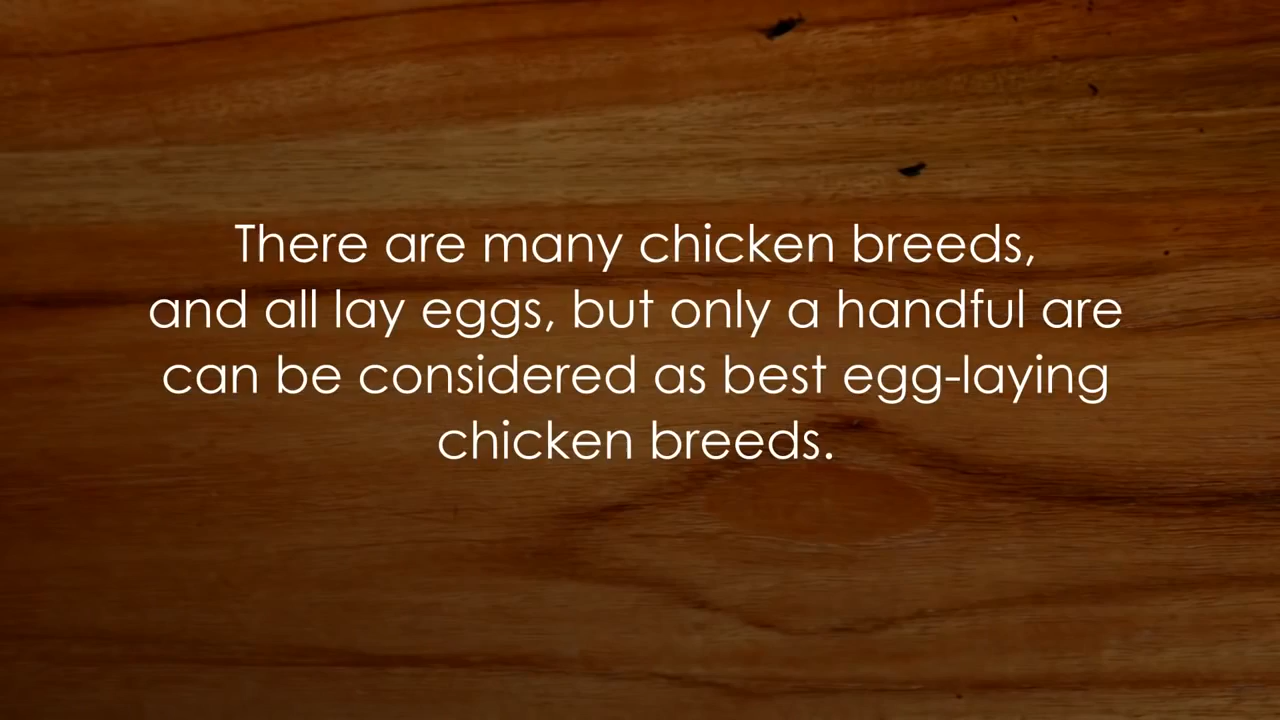 There are many chicken breeds,
and all lay eggs, but only a handful are
can be considered as best egg-laying
chicken breeds.